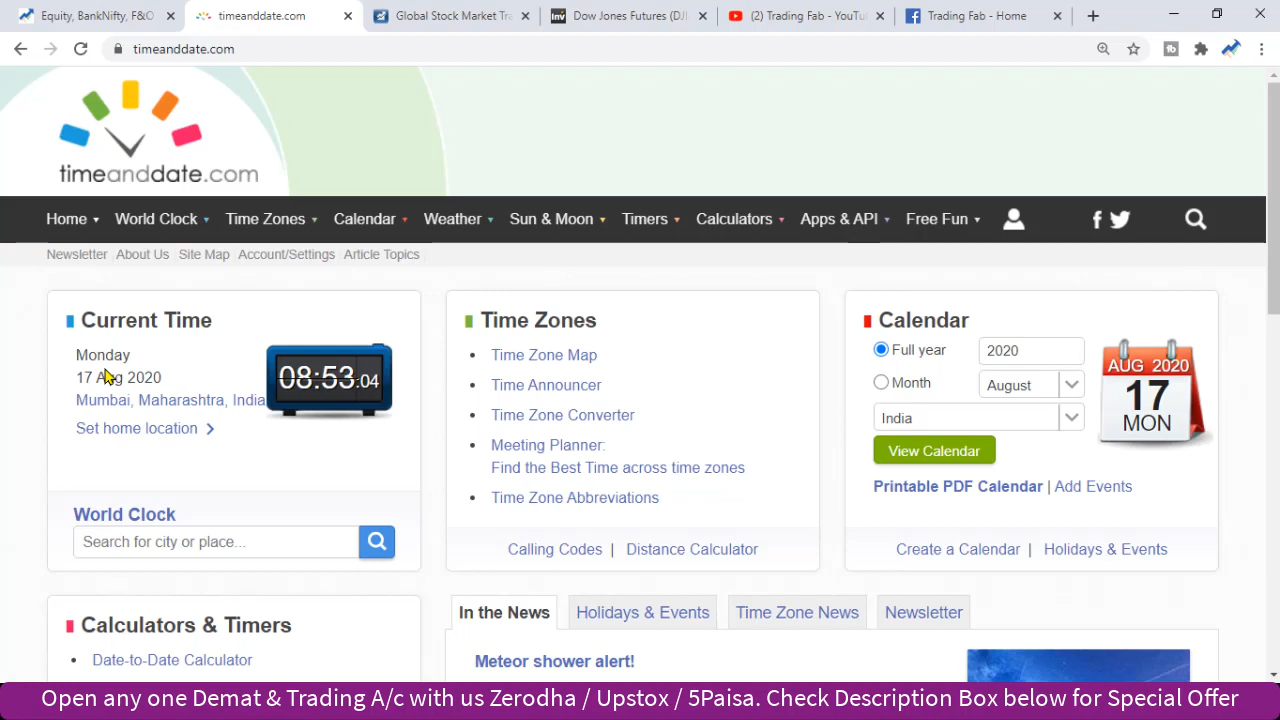 Equity, BankNifty, F&O
timeanddate.com
Global Stock Market Tra
Dow Jones Futures (DJI
(2) Trading Fab - YouTu
Trading Fab - Home
timeanddate.com
timeanddate.com
Home
World Clock
Time Zones
Calendar
Weather
Sun & Moon
Timers
Calculators
Apps & API
Free Fun
Newsletter
About Us
Site Map
Account/Settings
Article Topics
Current Time
Monday
17 Aug 2020
Mumbai, Maharashtra, India
Set home location
08:53:04
World Clock
Search for city or place...
Time Zones
Time Zone Map
Time Announcer
Time Zone Converter
Meeting Planner:
Find the Best Time across time zones
Time Zone Abbreviations
Calling Codes | Distance Calculator
Calendar
Full year
2020
Month
August
India
View Calendar
AUG 2020
17
MON
Printable PDF Calendar | Add Events
Create a Calendar | Holidays & Events
Calculators & Timers
Date-to-Date Calculator
In the News
Holidays & Events
Time Zone News
Newsletter
Meteor shower alert!
Open any one Demat & Trading A/c with us Zerodha / Upstox / 5Paisa. Check Description Box below for Special Offer